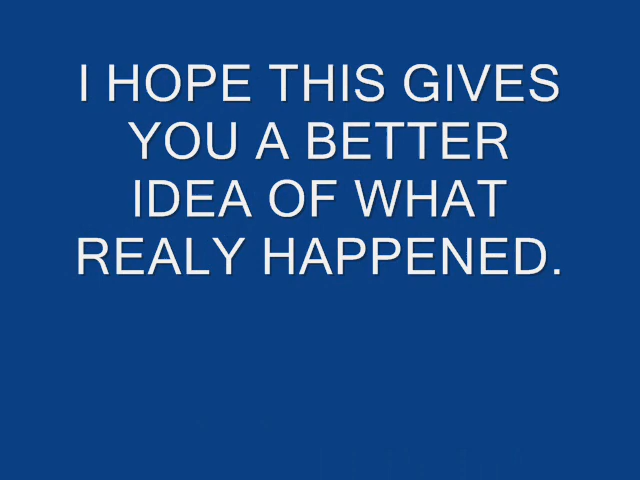 I HOPE THIS GIVES
YOU A BETTER
IDEA OF WHAT
REALY HAPPENED.